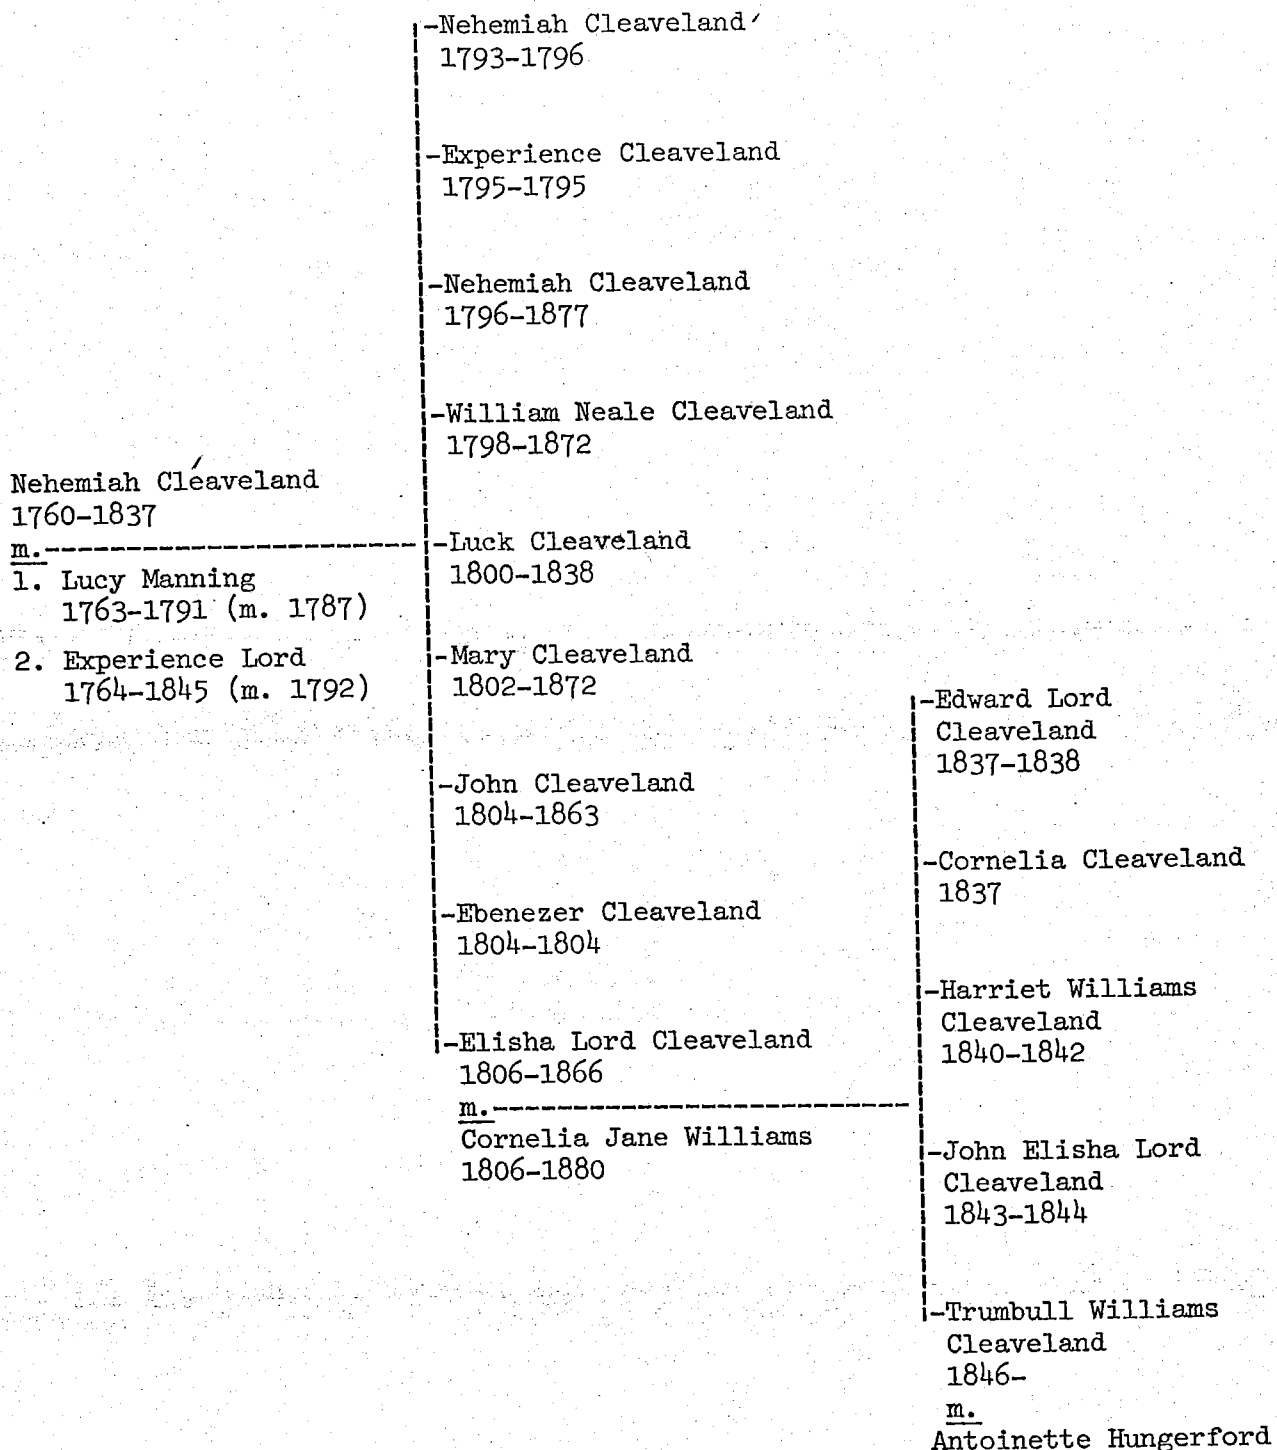 Nehemiah Cleaveland
1760-1837
m.
1. Lucy Manning
1763-1791 (m. 1787)
2. Experience Lord
1764-1845 (m. 1792)
-Nehemiah Cleaveland
1793-1796
-Experience Cleaveland
1795-1795
-Nehemiah Cleaveland
1796-1877
-William Neale Cleaveland
1798-1872
-Luck Cleaveland
1800-1838
-Mary Cleaveland
1802-1872
-John Cleaveland
1804-1863
-Ebenezer Cleaveland
1804-1804
-Elisha Lord Cleaveland
1806-1866
m.
Cornelia Jane Williams
1806-1880
-Edward Lord
Cleaveland
1837-1838
-Cornelia Cleaveland
1837
-Harriet Williams
Cleaveland
1840-1842
-John Elisha Lord
Cleaveland
1843-1844
-Trumbull Williams
Cleaveland
1846-
m.
Antoinette Hungerford